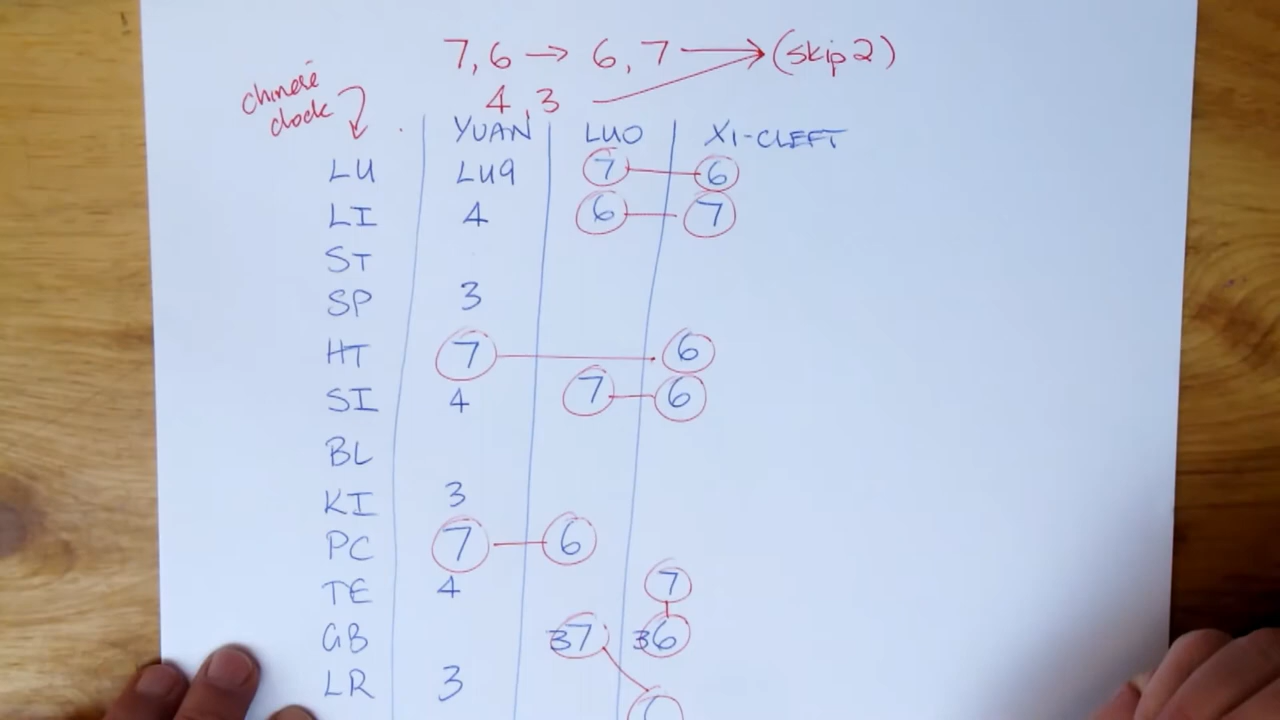 7,6 → 6,7 → (skip 2)
4,3
chinese
clock
YUAN LUO XI-CLEFT
LU LU9 7 6
LI 4 6 7
ST
SP 3
HT 7 6
SI 4 7 6
BL
KI 3
PC 7 6
TE 4 7
GB 37 36
LR 3